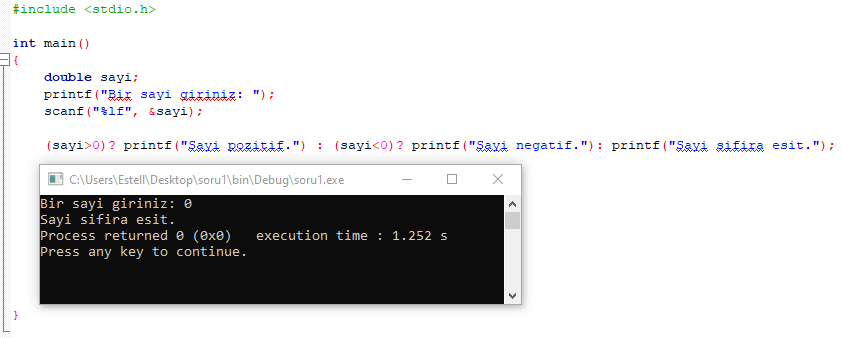 #include <stdio.h>
int main()
{
double sayi;
printf("Bir sayi giriniz: ");
scanf("%lf", &sayi);
(sayi>0)? printf("Sayi pozitif.") : (sayi<0)? printf("Sayi negatif."): printf("Sayi sifira esit.");
C:\Users\Estell\Desktop\soru1\bin\Debug\soru1.exe
Bir sayi giriniz: 0
Sayi sifira esit.
Process returned 0 (0x0)   execution time : 1.252 s
Press any key to continue.
}